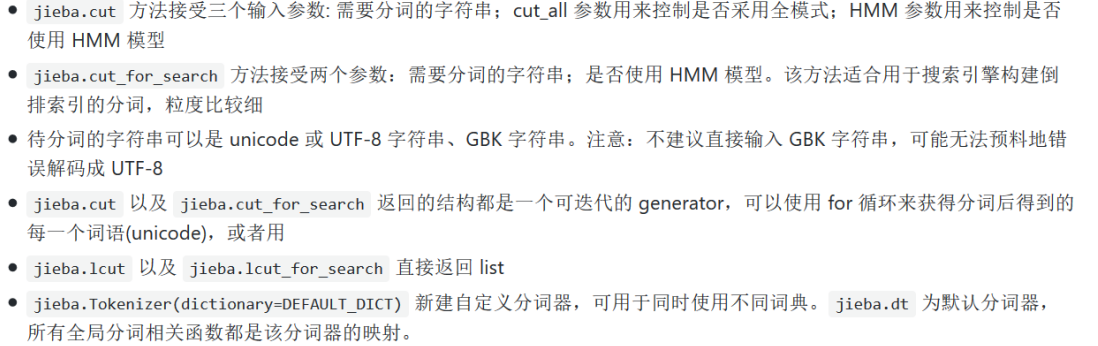 jieba.cut 方法接受三个输入参数: 需要分词的字符串；cut_all 参数用来控制是否采用全模式；HMM 参数用来控制是否
使用 HMM 模型
jieba.cut_for_search 方法接受两个参数：需要分词的字符串；是否使用 HMM 模型。该方法适合用于搜索引擎构建倒
排索引的分词，粒度比较细
待分词的字符串可以是 unicode 或 UTF-8 字符串、GBK 字符串。注意：不建议直接输入 GBK 字符串，可能无法预料地错
误解码成 UTF-8
jieba.cut 以及 jieba.cut_for_search 返回的结构都是一个可迭代的 generator，可以使用 for 循环来获得分词后得到的
每一个词语(unicode)，或者用
jieba.lcut 以及 jieba.lcut_for_search 直接返回 list
jieba.Tokenizer(dictionary=DEFAULT_DICT) 新建自定义分词器，可用于同时使用不同词典。jieba.dt 为默认分词器，
所有全局分词相关函数都是该分词器的映射。